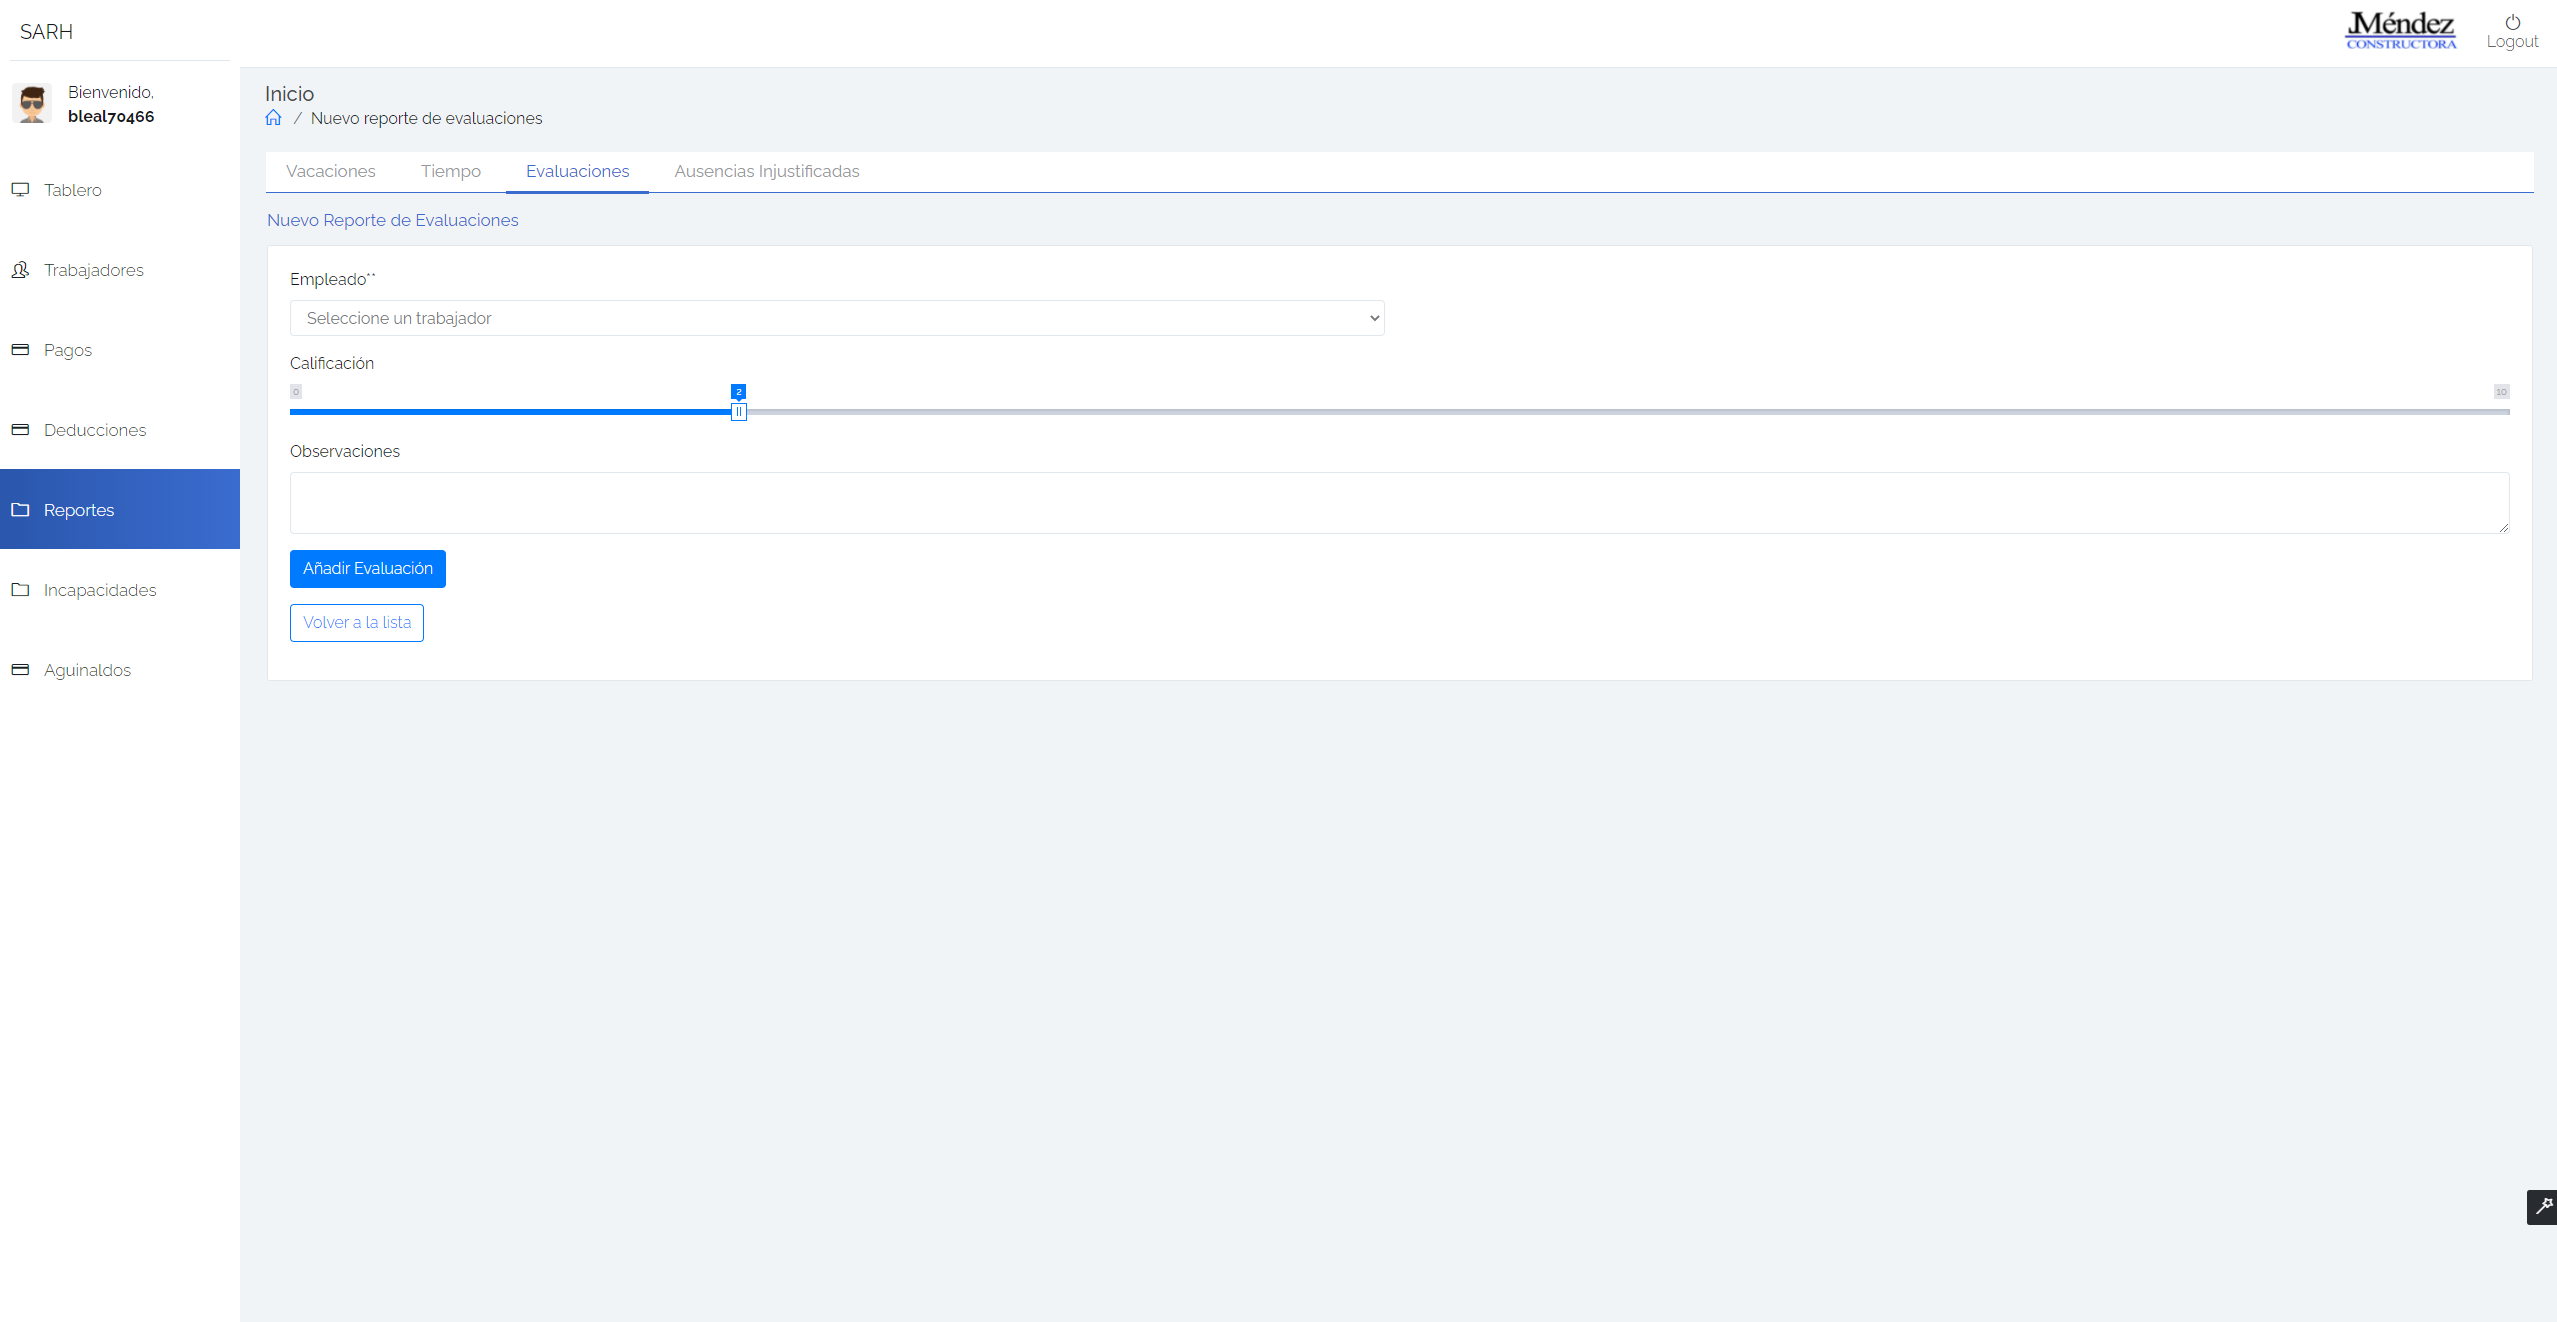 SARH
JMéndez
CONSTRUCTORA
Logout
Bienvenido,
bleal70466
Tablero
Trabajadores
Pagos
Deducciones
Reportes
Incapacidades
Aguinaldos
Inicio
/ Nuevo reporte de evaluaciones
Vacaciones Tiempo Evaluaciones Ausencias Injustificadas
Nuevo Reporte de Evaluaciones
Empleado**
Seleccione un trabajador
Calificación
0 2 10
Observaciones
Añadir Evaluación
Volver a la lista